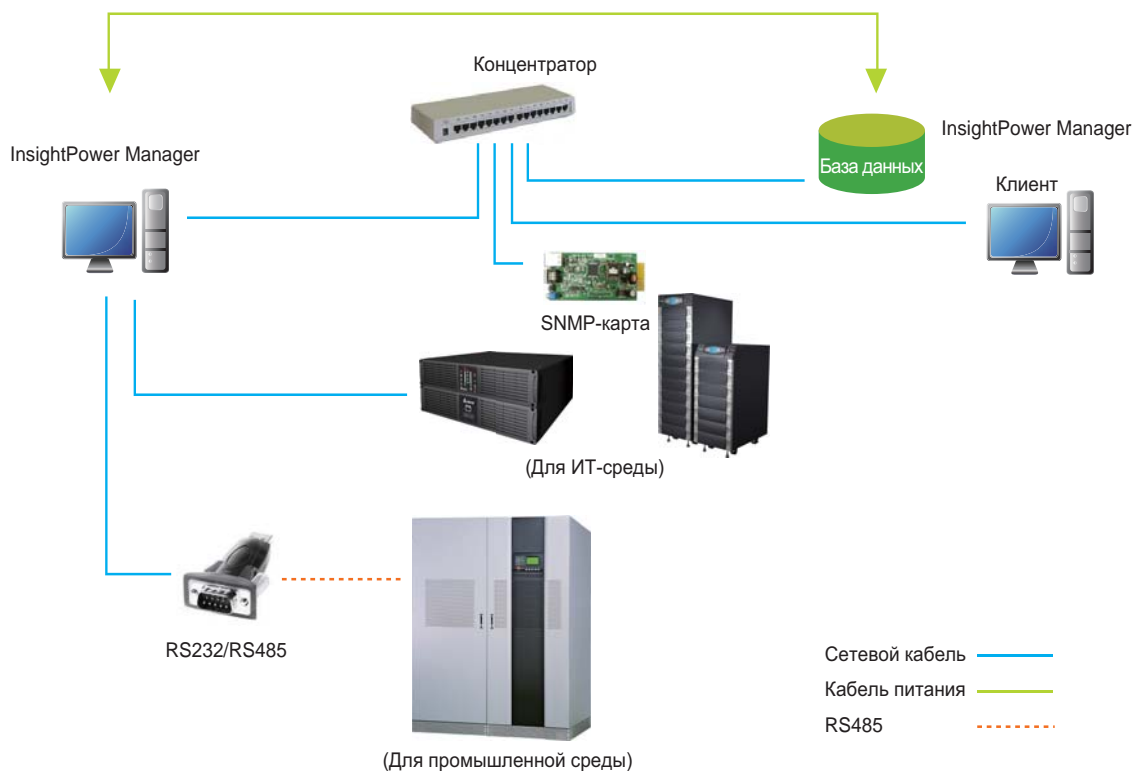 Концентратор
InsightPower Manager
InsightPower Manager
База данных
Клиент
SNMP-карта
(Для ИТ-среды)
RS232/RS485
(Для промышленной среды)
Сетевой кабель
Кабель питания
RS485